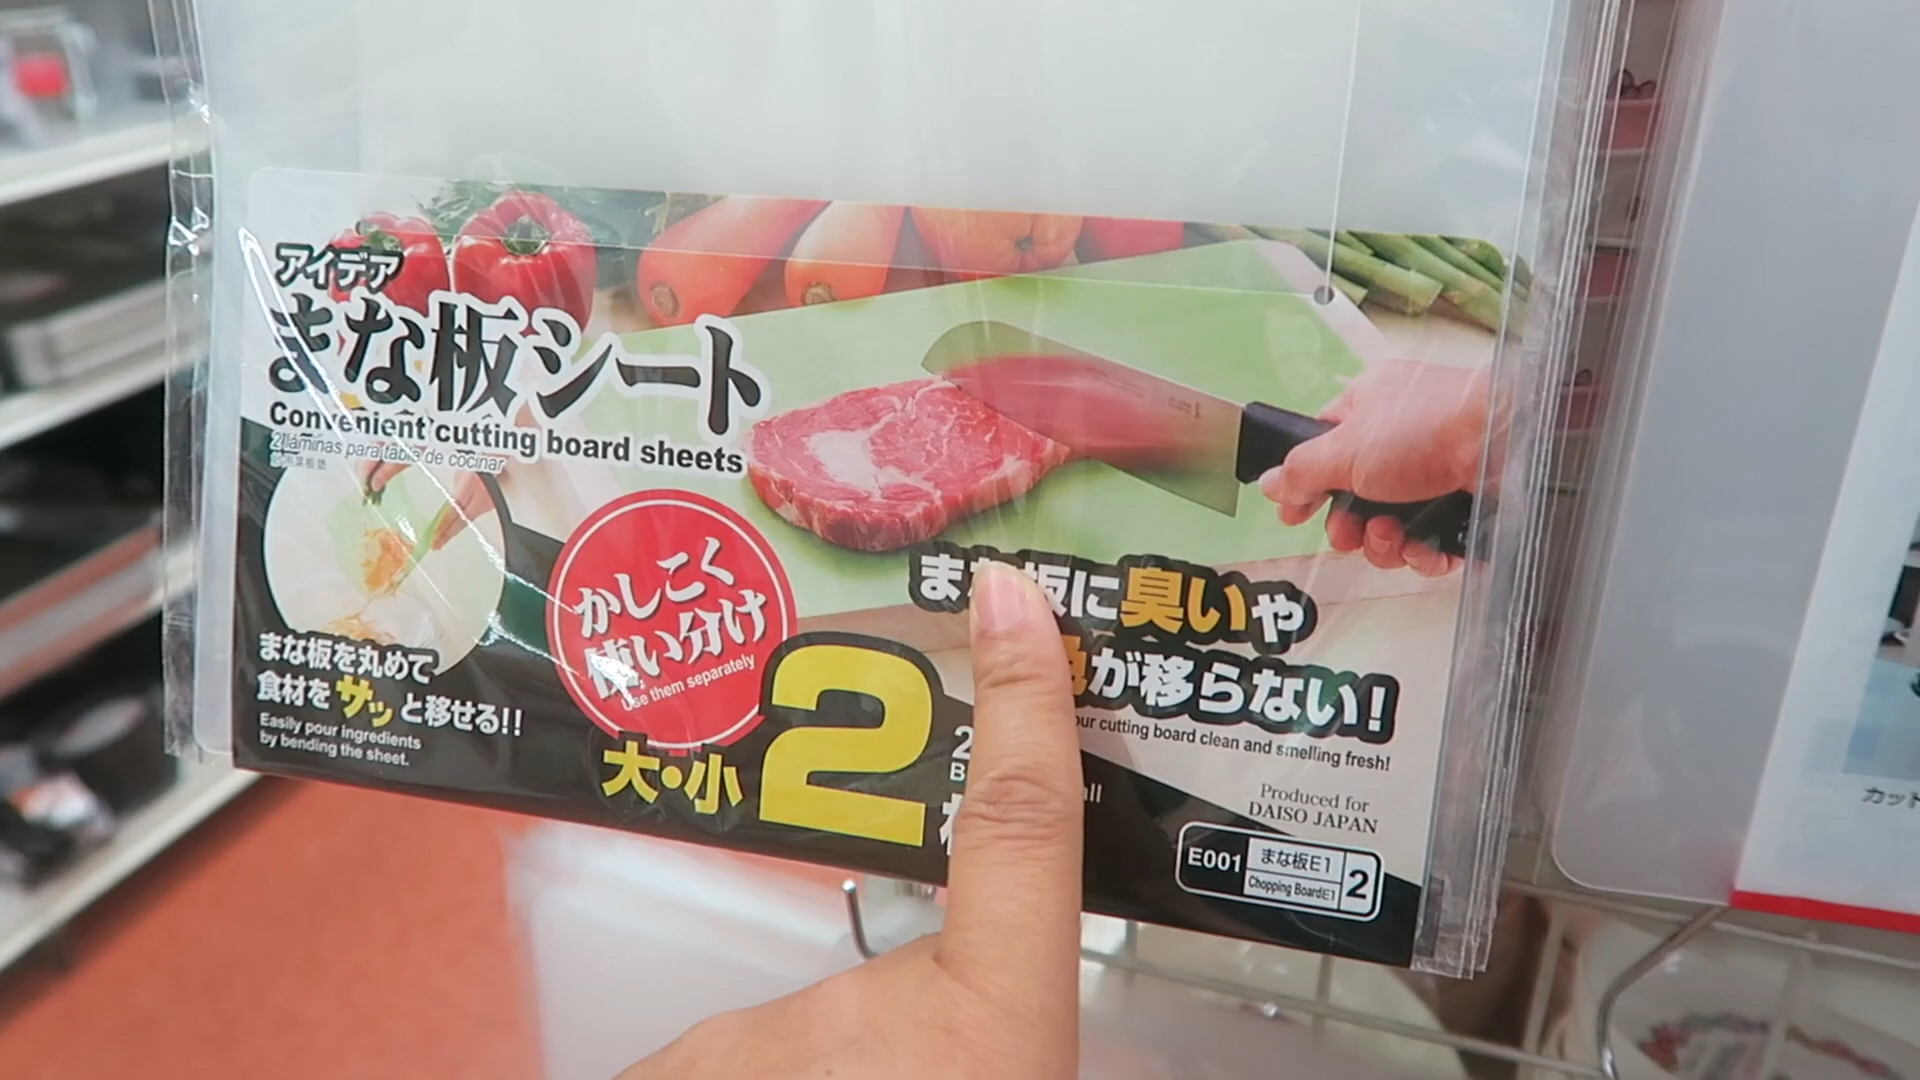 アイデア
まな板シート
Convenient cutting board sheets
2 láminas para tabla de cocinar
かしこく
使い分け
Use them separately
まな板に臭いや
が移らない!
our cutting board clean and smelling fresh!
まな板を丸めて
食材をサッと移せる!!
Easily pour ingredients
by bending the sheet.
大・小
2
Produced for
DAISO JAPAN
E001
まな板E1
Chopping BoardE1
2
カット